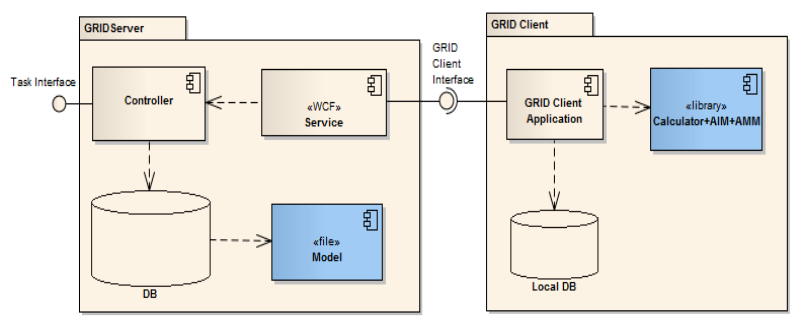 GRIDServer
Task Interface
Controller
«WCF»
Service
DB
«file»
Model
GRID
Client
Interface
GRID Client
GRID Client
Application
«library»
Calculator+AIM+AMM
Local DB